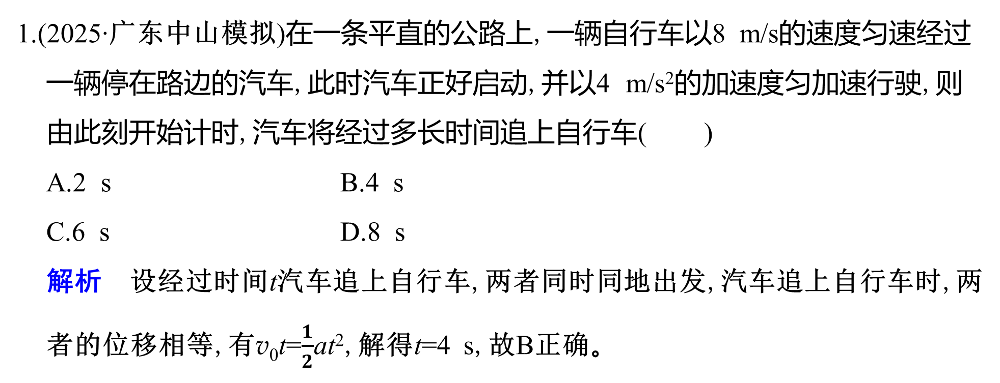 1.(2025·广东中山模拟)在一条平直的公路上, 一辆自行车以8 m/s的速度匀速经过
一辆停在路边的汽车, 此时汽车正好启动, 并以4 m/s²的加速度匀加速行驶, 则
由此刻开始计时, 汽车将经过多长时间追上自行车(  )
A.2 s B.4 s
C.6 s D.8 s
解析 设经过时间t汽车追上自行车, 两者同时同地出发, 汽车追上自行车时, 两
者的位移相等, 有v₀t=1/2at², 解得t=4 s, 故B正确。